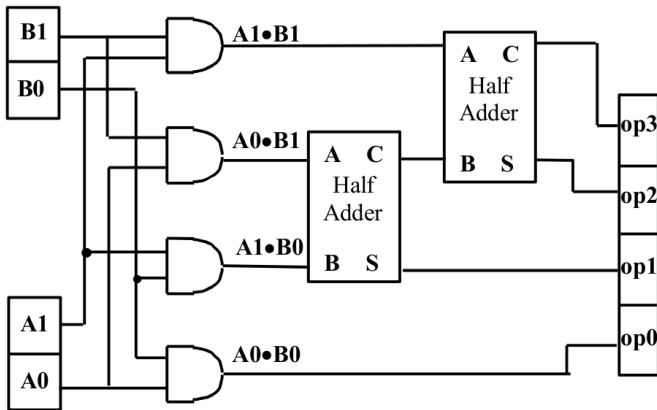 B1
B0
A1
A0
A1●B1
A0●B1
A1●B0
A0●B0
A C
Half
Adder
B S
A C
Half
Adder
B S
op3
op2
op1
op0